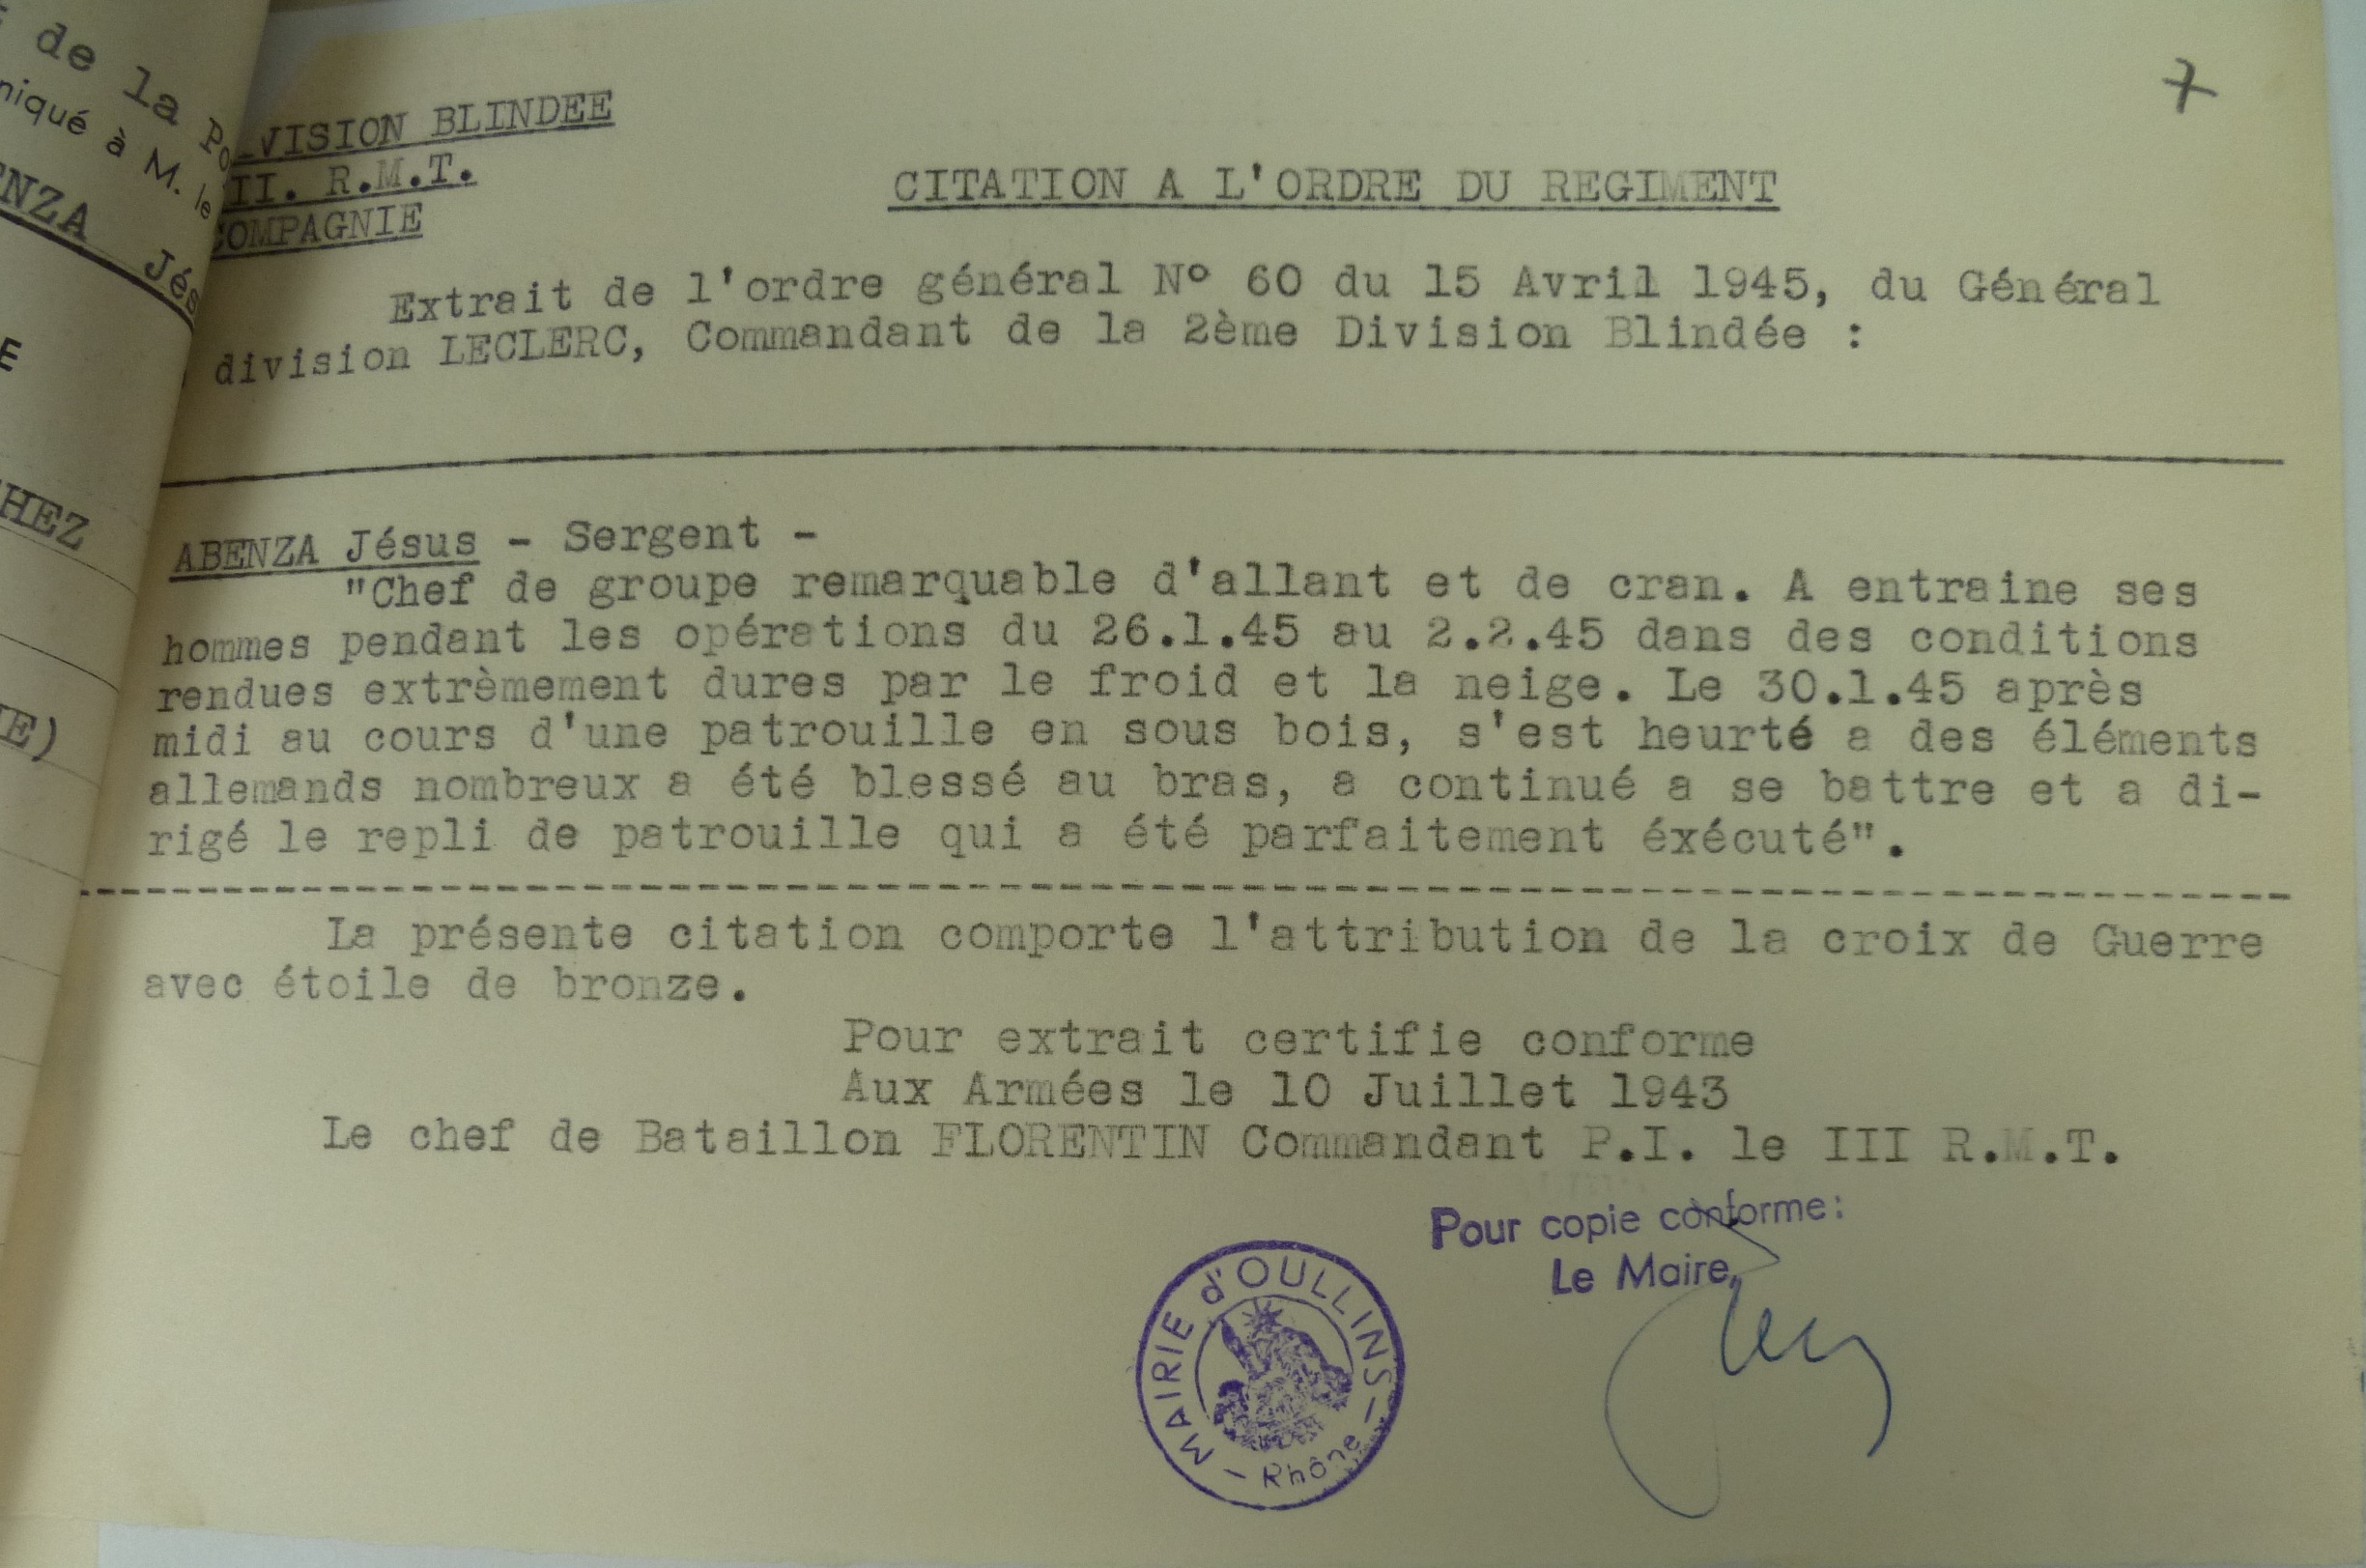 de la Po
niqué à M. le
ENZA Jés
E
HEZ
IE)
7
VISION BLINDEE
II. R.M.T.
COMPAGNIE
CITATION A L'ORDRE DU REGIMENT
Extrait de l'ordre général N° 60 du 15 Avril 1945, du Général
division LECLERC, Commandant de la 2ème Division Blindée :
ABENZA Jésus - Sergent -
"Chef de groupe remarquable d'allant et de cran. A entraine ses
hommes pendant les opérations du 26.1.45 au 2.2.45 dans des conditions
rendues extrèmement dures par le froid et la neige. Le 30.1.45 après
midi au cours d'une patrouille en sous bois, s'est heurté a des éléments
allemands nombreux a été blessé au bras, a continué a se battre et a di-
rigé le repli de patrouille qui a été parfaitement éxécuté".
La présente citation comporte l'attribution de la croix de Guerre
avec étoile de bronze.
Pour extrait certifie conforme
Aux Armées le 10 Juillet 1943
Le chef de Bataillon FLORENTIN Commandant P.I. le III R.M.T.
Pour copie conforme:
Le Maire,
MAIRIE d'OULLINS
- Rhône -